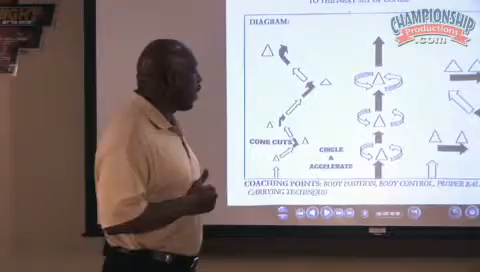 TO THE NEXT SET OF CONES
DIAGRAM:
CHAMPIONSHIP
Productions
.com
CONE CUTS
CIRCLE
&
ACCELERATE
COACHING POINTS: BODY POSITION, BODY CONTROL, PROPER BALL
CARRYING TECHNIQUE